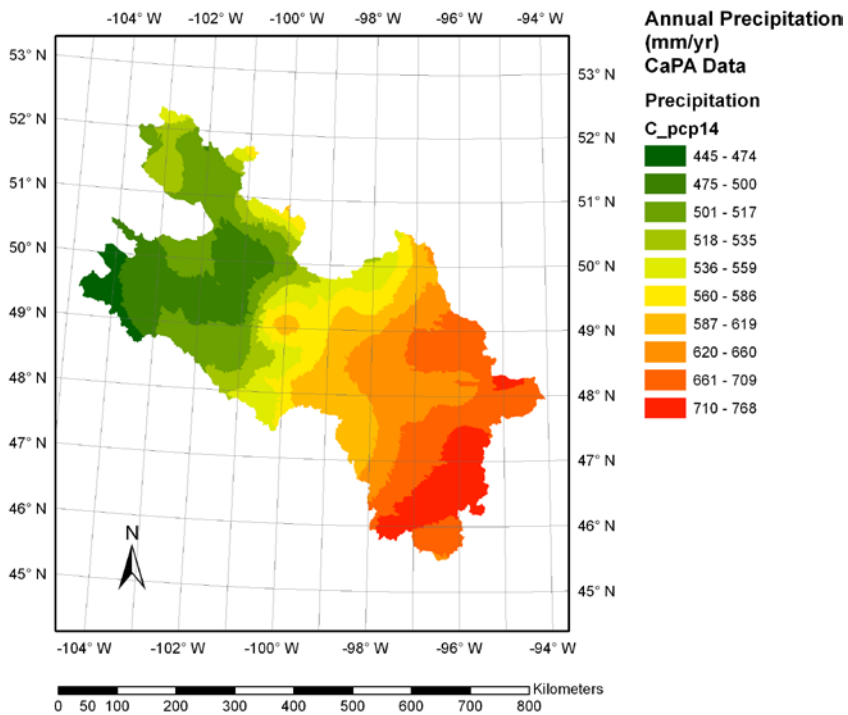 -104° W -102° W -100° W -98° W -96° W -94° W
53° N 53° N
52° N 52° N
51° N 51° N
50° N 50° N
49° N 49° N
48° N 48° N
47° N 47° N
46° N 46° N
45° N 45° N
N
-104° W -102° W -100° W -98° W -96° W -94° W
0 50 100 200 300 400 500 600 700 800 Kilometers
Annual Precipitation
(mm/yr)
CaPA Data
Precipitation
C_pcp14
445 - 474
475 - 500
501 - 517
518 - 535
536 - 559
560 - 586
587 - 619
620 - 660
661 - 709
710 - 768